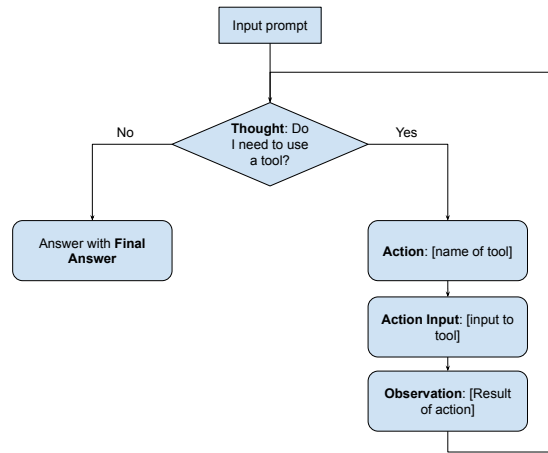 Input prompt
Thought: Do
I need to use
a tool?
No
Yes
Answer with Final
Answer
Action: [name of tool]
Action Input: [input to
tool]
Observation: [Result
of action]